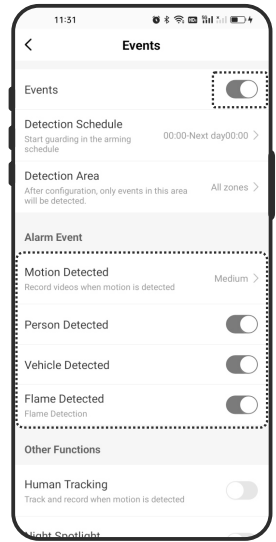 11:31
Events
Events
Detection Schedule
Start guarding in the arming
schedule
00:00-Next day00:00
Detection Area
After configuration, only events in this area
will be detected.
All zones
Alarm Event
Motion Detected
Record videos when motion is detected
Medium
Person Detected
Vehicle Detected
Flame Detected
Flame Detection
Other Functions
Human Tracking
Track and record when motion is detected
Night Spotlight